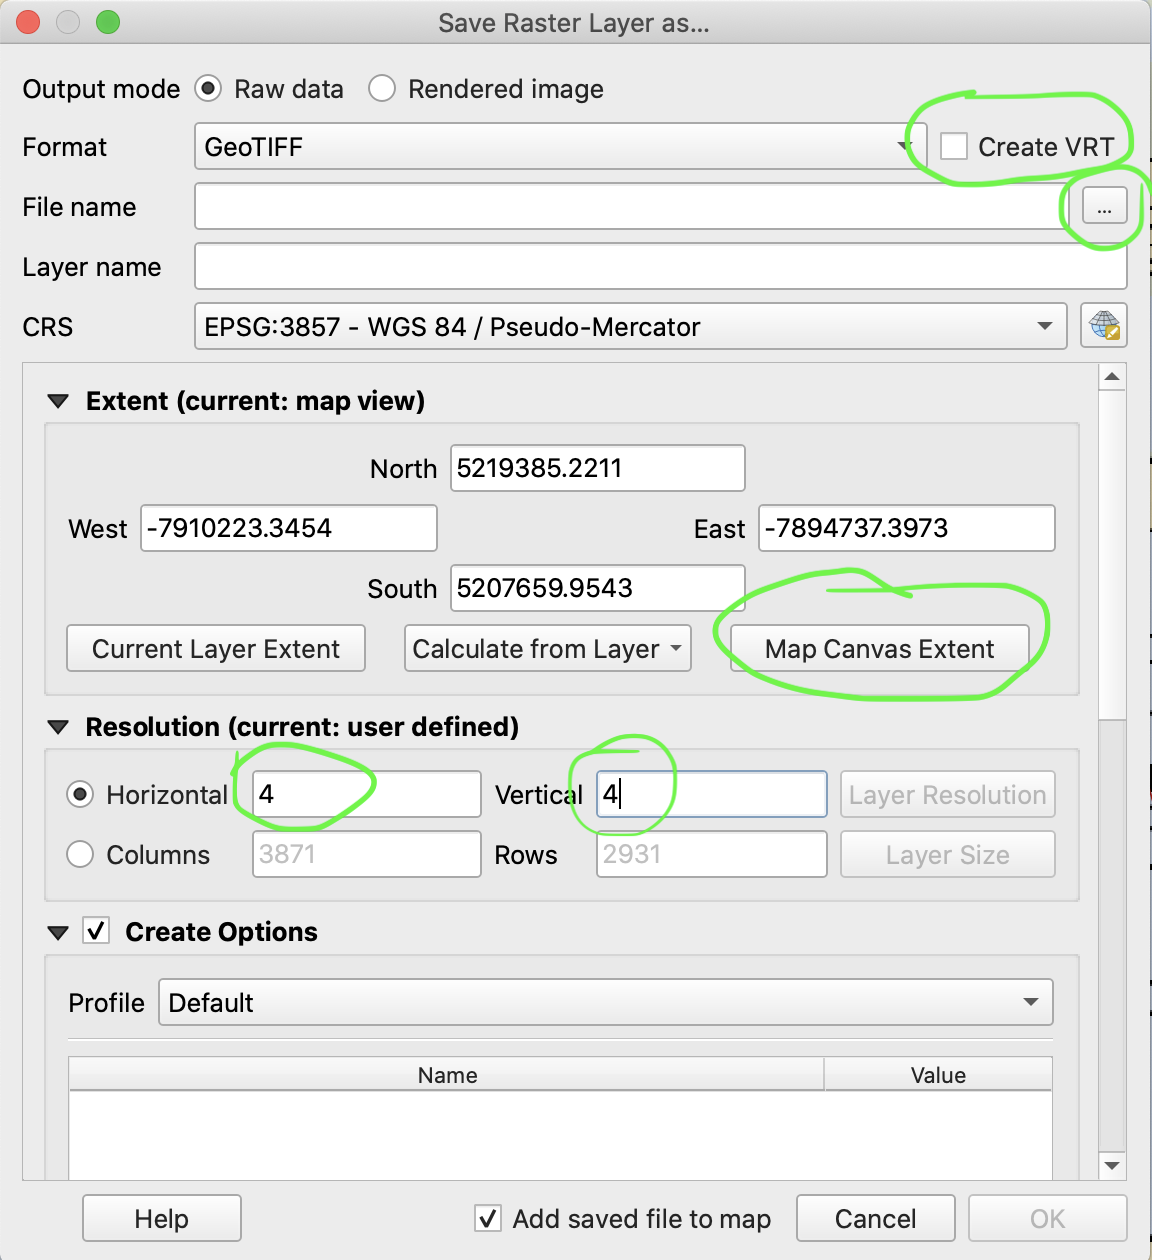 Save Raster Layer as...
Output mode Raw data Rendered image
Format GeoTIFF Create VRT
File name ...
Layer name
CRS EPSG:3857 - WGS 84 / Pseudo-Mercator
Extent (current: map view)
North 5219385.2211
West -7910223.3454 East -7894737.3973
South 5207659.9543
Current Layer Extent Calculate from Layer Map Canvas Extent
Resolution (current: user defined)
Horizontal 4 Vertical 4 Layer Resolution
Columns 3871 Rows 2931 Layer Size
Create Options
Profile Default
Name Value
Help Add saved file to map Cancel OK